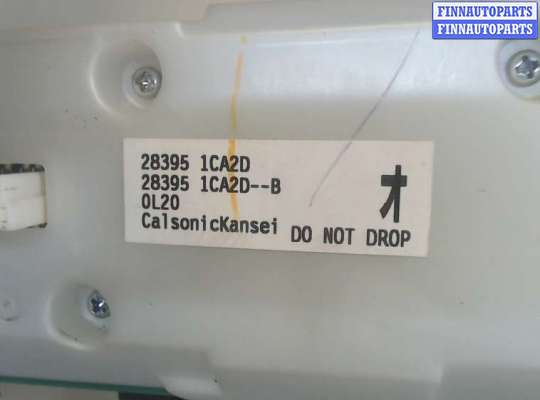 FINNAUTOPARTS
FINNAUTOPARTS
28395 1CA2D
28395 1CA2D--B
0L20
CalsonicKansei DO NOT DROP